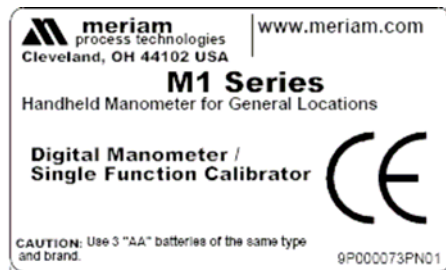 meriam
process technologies
Cleveland, OH 44102 USA
www.meriam.com
M1 Series
Handheld Manometer for General Locations
Digital Manometer /
Single Function Calibrator
CE
CAUTION: Use 3 "AA" batteries of the same type
and brand.
9P000073PN01